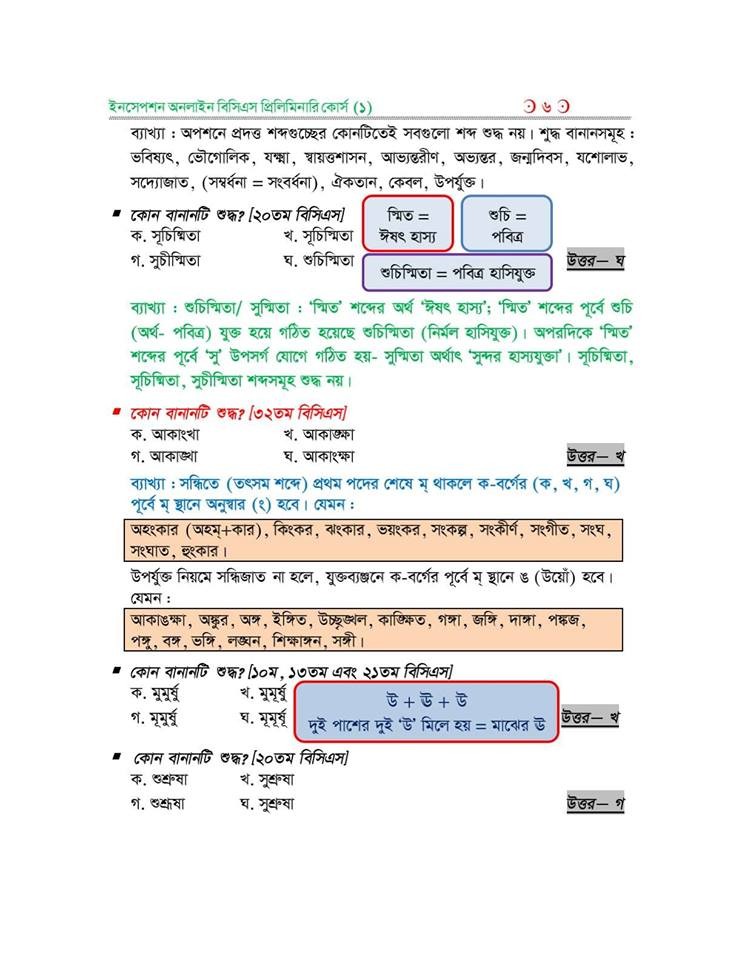 ইনসেপশন অনলাইন বিসিএস প্রিলিমিনারি কোর্স (১) ৬
ব্যাখ্যা : অপশনে প্রদত্ত শব্দগুচ্ছের কোনটিতেই সবগুলো শব্দ শুদ্ধ নয়। শুদ্ধ বানানসমূহ :
ভবিষ্যৎ, ভৌগোলিক, যক্ষ্মা, স্বায়ত্তশাসন, আভ্যন্তরীণ, অভ্যন্তর, জন্মদিবস, যশোলাভ,
সদ্যোজাত, (সম্বর্ধনা = সংবর্ধনা), ঐকতান, কেবল, উপর্যুক্ত।
▪ কোন বানানটি শুদ্ধ? [২০তম বিসিএস]
স্মিত =
ঈষৎ হাস্য
শুচি =
পবিত্র
ক. সূচিস্মিতা খ. সূচিস্মিতা
গ. সুচীস্মিতা ঘ. শুচিস্মিতা
শুচিস্মিতা = পবিত্র হাসিযুক্ত
উত্তর– ঘ
ব্যাখ্যা : শুচিস্মিতা/ সুস্মিতা : ‘স্মিত’ শব্দের অর্থ ‘ঈষৎ হাস্য’; ‘স্মিত’ শব্দের পূর্বে শুচি
(অর্থ- পবিত্র) যুক্ত হয়ে গঠিত হয়েছে শুচিস্মিতা (নির্মল হাসিযুক্ত)। অপরদিকে ‘স্মিত’
শব্দের পূর্বে ‘সু’ উপসর্গ যোগে গঠিত হয়- সুস্মিতা অর্থাৎ ‘সুন্দর হাস্যযুক্তা’। সূচিস্মিতা,
সূচিস্মিতা, সুচীস্মিতা শব্দসমূহ শুদ্ধ নয়।
▪ কোন বানানটি শুদ্ধ? [৩২তম বিসিএস]
ক. আকাংখা খ. আকাঙ্ক্ষা
গ. আকাঙ্খা ঘ. আকাংক্ষা উত্তর– খ
ব্যাখ্যা : সন্ধিতে (তৎসম শব্দে) প্রথম পদের শেষে ম্ থাকলে ক-বর্গের (ক, খ, গ, ঘ)
পূর্বে ম্ স্থানে অনুস্বার (ং) হবে। যেমন :
অহংকার (অহম্+কার), কিংকর, ঝংকার, ভয়ংকর, সংকল্প, সংকীর্ণ, সংগীত, সংঘ,
সংঘাত, হুংকার।
উপর্যুক্ত নিয়মে সন্ধিজাত না হলে, যুক্তব্যঞ্জনে ক-বর্গের পূর্বে ম্ স্থানে ঙ (উয়োঁ) হবে।
যেমন :
আকাঙক্ষা, অঙ্কুর, অঙ্গ, ইঙ্গিত, উচ্ছৃঙ্খল, কাঙ্ক্ষিত, গঙ্গা, জঙ্গি, দাঙ্গা, পঙ্কজ,
পঙ্গু, বঙ্গ, ভঙ্গি, লঙ্ঘন, শিক্ষাঙ্গন, সঙ্গী।
▪ কোন বানানটি শুদ্ধ? [১০ম, ১৩তম এবং ২১তম বিসিএস]
ক. মুমুর্ষু খ. মুমূর্ষু
গ. মূমুর্ষু ঘ. মূমূর্ষূ
উ + ঊ + উ
দুই পাশের দুই ‘উ’ মিলে হয় = মাঝের ঊ
উত্তর– খ
▪ কোন বানানটি শুদ্ধ? [২০তম বিসিএস]
ক. শুশ্রুষা খ. সুশ্রুষা
গ. শুশ্রূষা ঘ. সুশ্রুষা উত্তর– গ